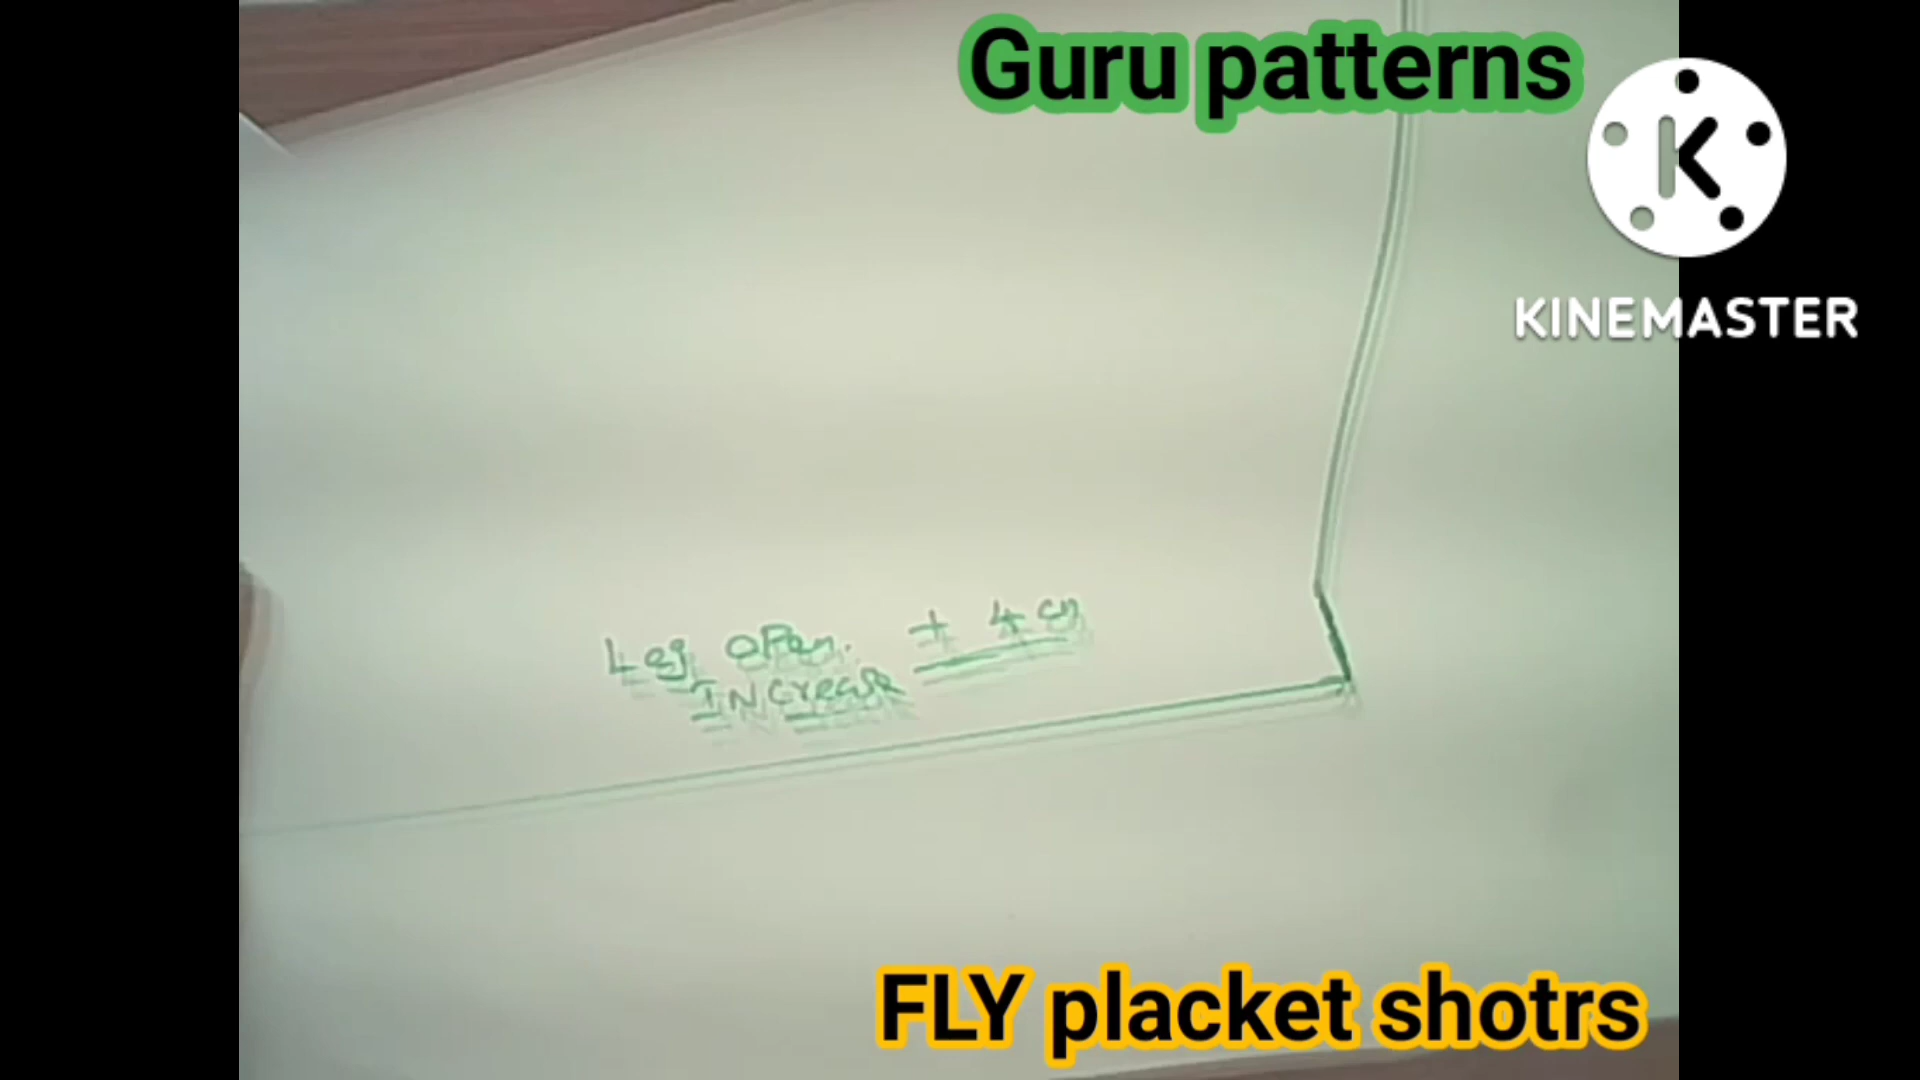 Guru patterns
K
KINEMASTER
Leg open. + 4 cm
INcrease
FLY placket shotrs